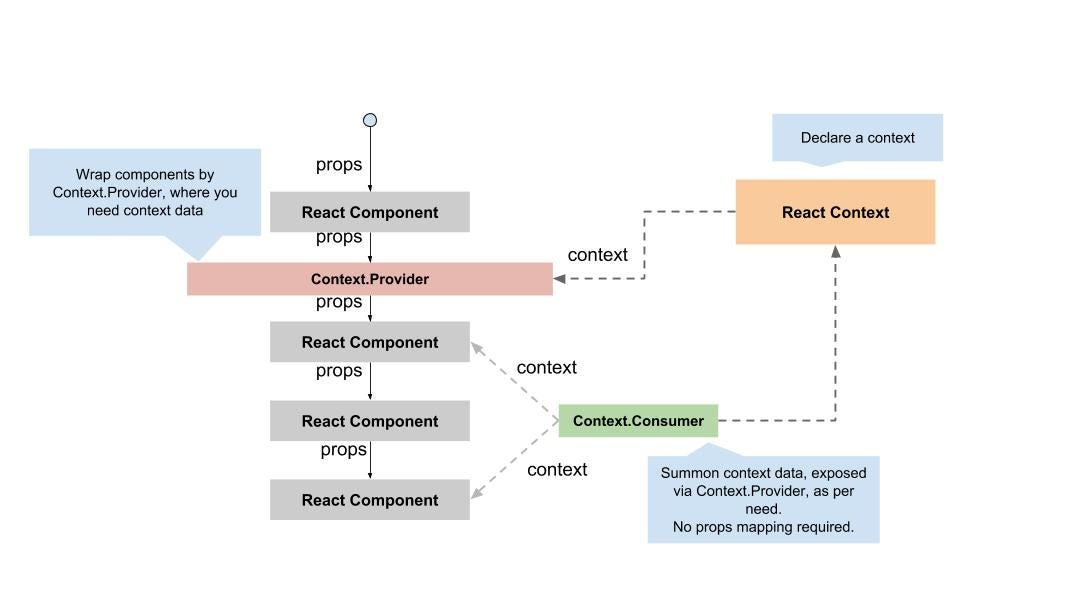 Declare a context
props
Wrap components by
Context.Provider, where you
need context data
React Component
React Context
props
context
Context.Provider
props
React Component
props
context
React Component
Context.Consumer
props
context
Summon context data, exposed
via Context.Provider, as per
need.
No props mapping required.
React Component